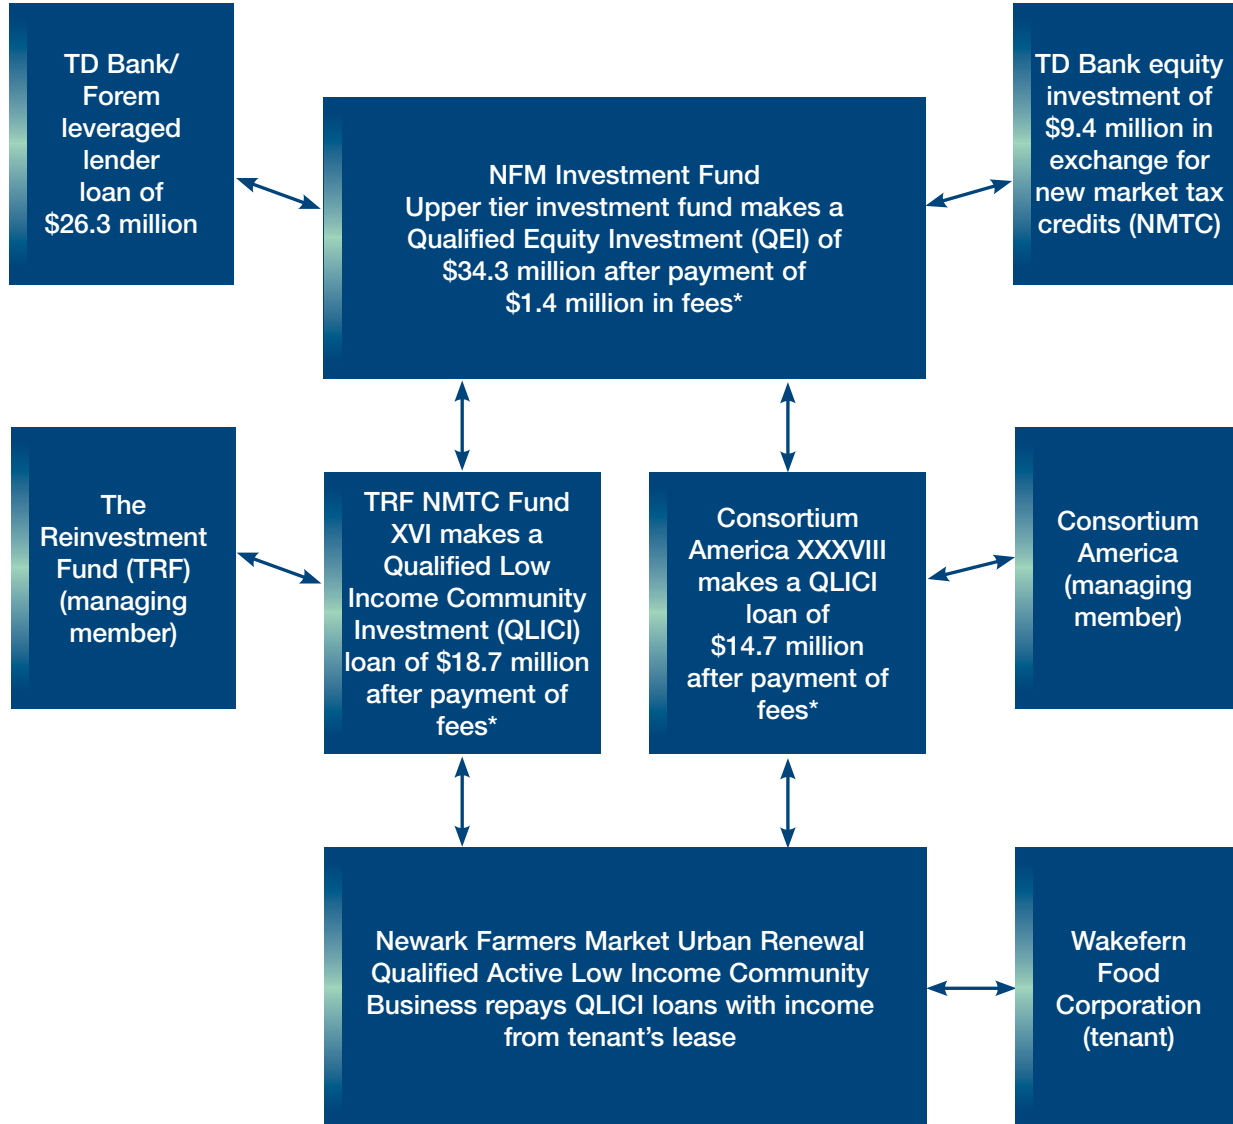 TD Bank/
Forem
leveraged
lender
loan of
$26.3 million
NFM Investment Fund
Upper tier investment fund makes a
Qualified Equity Investment (QEI) of
$34.3 million after payment of
$1.4 million in fees*
TD Bank equity
investment of
$9.4 million in
exchange for
new market tax
credits (NMTC)
The
Reinvestment
Fund (TRF)
(managing
member)
TRF NMTC Fund
XVI makes a
Qualified Low
Income Community
Investment (QLICI)
loan of $18.7 million
after payment of
fees*
Consortium
America XXXVIII
makes a QLICI
loan of
$14.7 million
after payment of
fees*
Consortium
America
(managing
member)
Newark Farmers Market Urban Renewal
Qualified Active Low Income Community
Business repays QLICI loans with income
from tenant’s lease
Wakefern
Food
Corporation
(tenant)